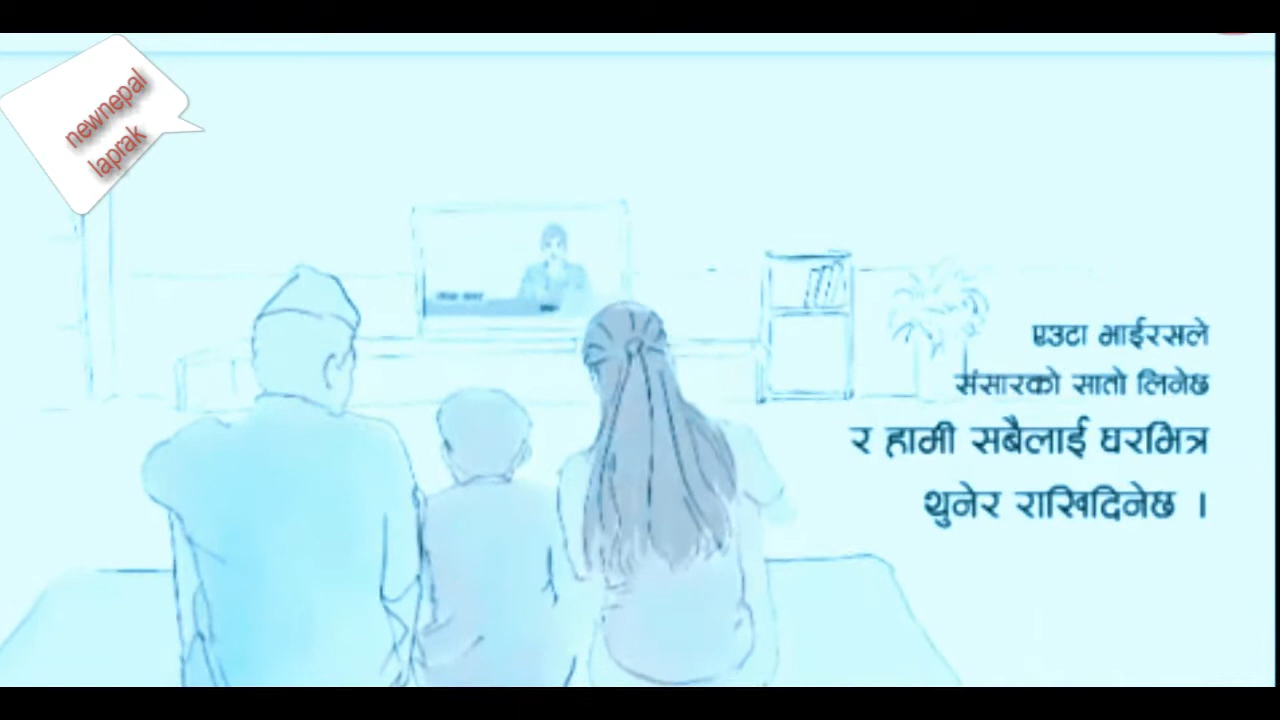 newnepal
laprak
एउटा भाईरसले
संसारको सातो लिनेछ
र हामी सबैलाई घरभित्र
थुनेर राखिदिनेछ ।